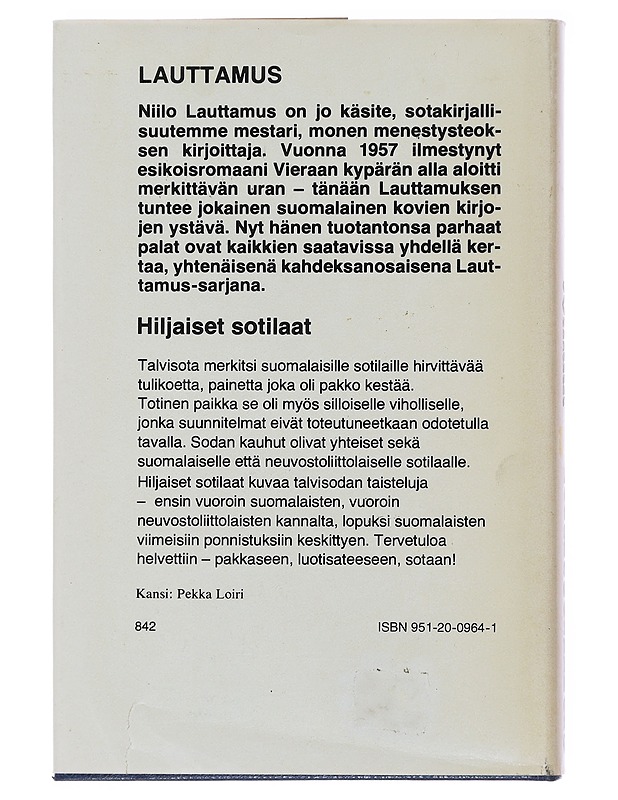 LAUTTAMUS
Niilo Lauttamus on jo käsite, sotakirjalli-
suutemme mestari, monen menestysteok-
sen kirjoittaja. Vuonna 1957 ilmestynyt
esikoisromaani Vieraan kypärän alla aloitti
merkittävän uran – tänään Lauttamuksen
tuntee jokainen suomalainen kovien kirjo-
jen ystävä. Nyt hänen tuotantonsa parhaat
palat ovat kaikkien saatavissa yhdellä ker-
taa, yhtenäisenä kahdeksanosaisena Laut-
tamus-sarjana.
Hiljaiset sotilaat
Talvisota merkitsi suomalaisille sotilaille hirvittävää
tulikoetta, painetta joka oli pakko kestää.
Totinen paikka se oli myös silloiselle viholliselle,
jonka suunnitelmat eivät toteutuneetkaan odotetulla
tavalla. Sodan kauhut olivat yhteiset sekä
suomalaiselle että neuvostoliittolaiselle sotilaalle.
Hiljaiset sotilaat kuvaa talvisodan taisteluja
– ensin vuoroin suomalaisten, vuoroin
neuvostoliittolaisten kannalta, lopuksi suomalaisten
viimeisiin ponnistuksiin keskittyen. Tervetuloa
helvettiin – pakkaseen, luotisateeseen, sotaan!
Kansi: Pekka Loiri
842 ISBN 951-20-0964-1